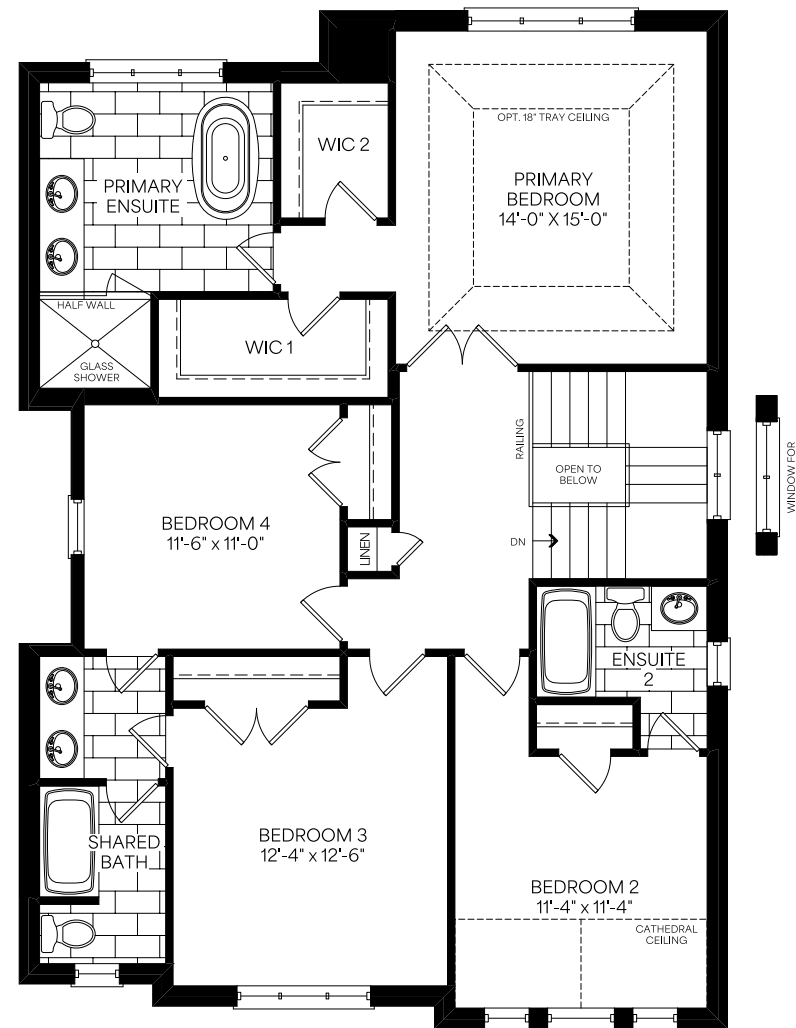 OPT. 18" TRAY CEILING
WIC 2
PRIMARY
ENSUITE
PRIMARY
BEDROOM
14'-0" X 15'-0"
HALF WALL
GLASS
SHOWER
WIC 1
RAILING
OPEN TO
BELOW
WINDOW FOR
BEDROOM 4
11'-6" x 11'-0"
LINEN
DN
ENSUITE
2
SHARED
BATH
BEDROOM 3
12'-4" x 12'-6"
BEDROOM 2
11'-4" x 11'-4"
CATHEDRAL
CEILING